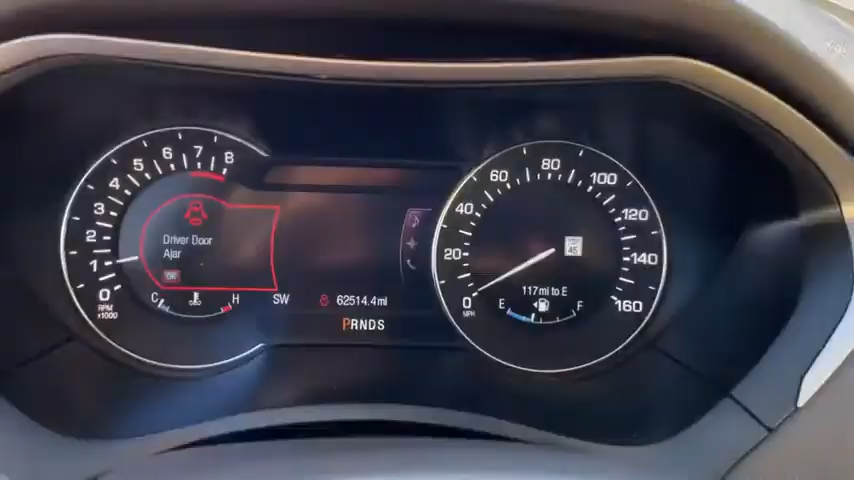 0
1
2
3
4
5
6
7
8
RPM
x1000
Driver Door
Ajar
OK
C
H
SW
62514.4mi
PRNDS
0
20
40
60
80
100
120
140
160
MPH
45
117mi to E
E
F